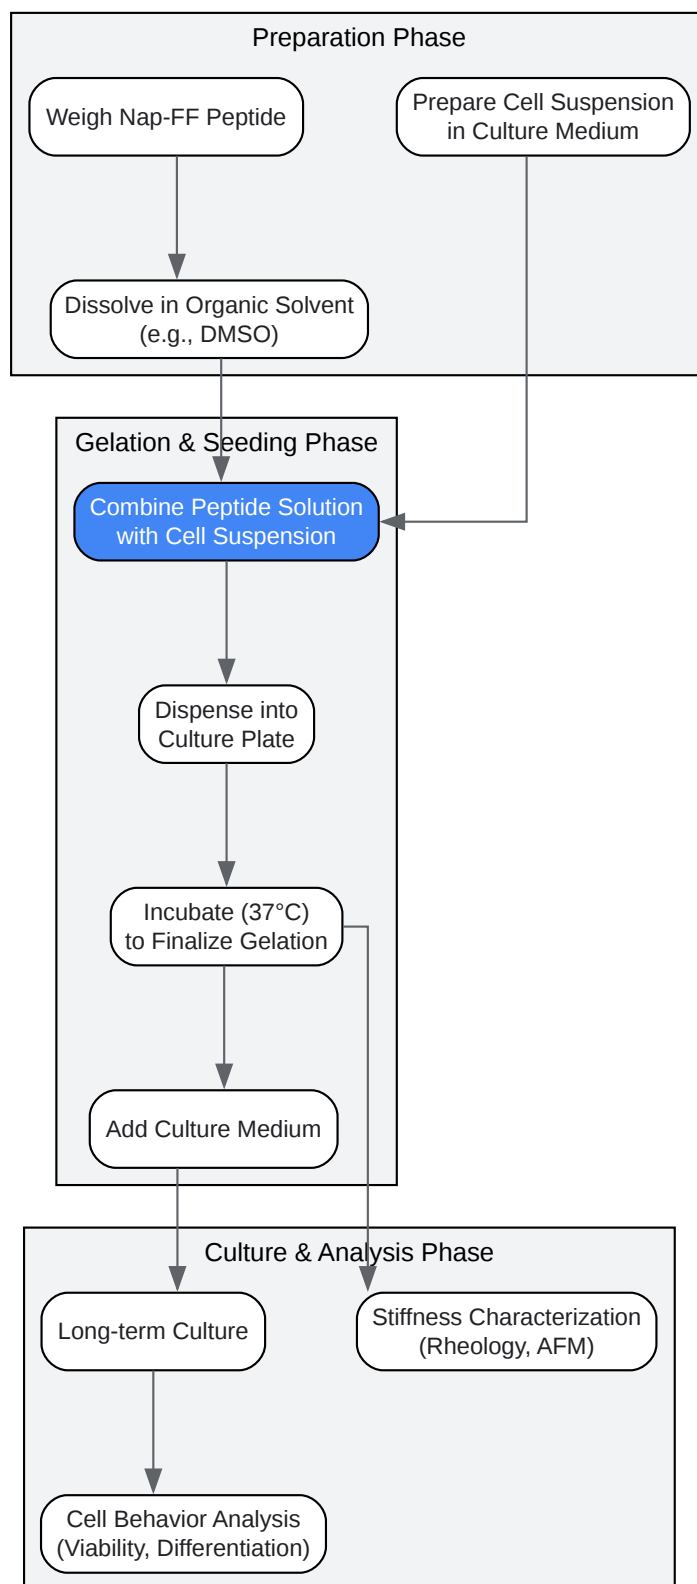 Preparation Phase
Weigh Nap-FF Peptide
Prepare Cell Suspension
in Culture Medium
Dissolve in Organic Solvent
(e.g., DMSO)
Gelation & Seeding Phase
Combine Peptide Solution
with Cell Suspension
Dispense into
Culture Plate
Incubate (37°C)
to Finalize Gelation
Add Culture Medium
Culture & Analysis Phase
Long-term Culture
Stiffness Characterization
(Rheology, AFM)
Cell Behavior Analysis
(Viability, Differentiation)